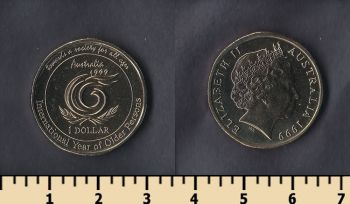 towards a society for all ages
Australia
1999
1 DOLLAR
International Year of Older Persons
ELIZABETH II
AUSTRALIA 1999
1 2 3 4 5 6 7